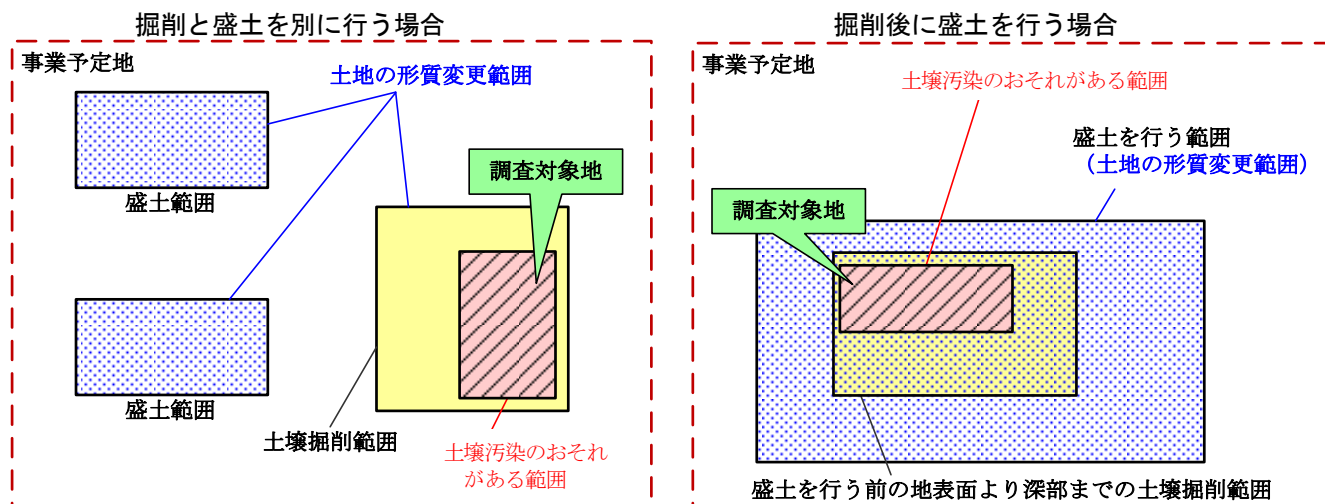 掘削と盛土を別に行う場合
事業予定地
土地の形質変更範囲
盛土範囲
調査対象地
盛土範囲
土壌掘削範囲
土壌汚染のおそれ
がある範囲
掘削後に盛土を行う場合
事業予定地
土壌汚染のおそれがある範囲
盛土を行う範囲
（土地の形質変更範囲）
調査対象地
盛土を行う前の地表面より深部までの土壌掘削範囲